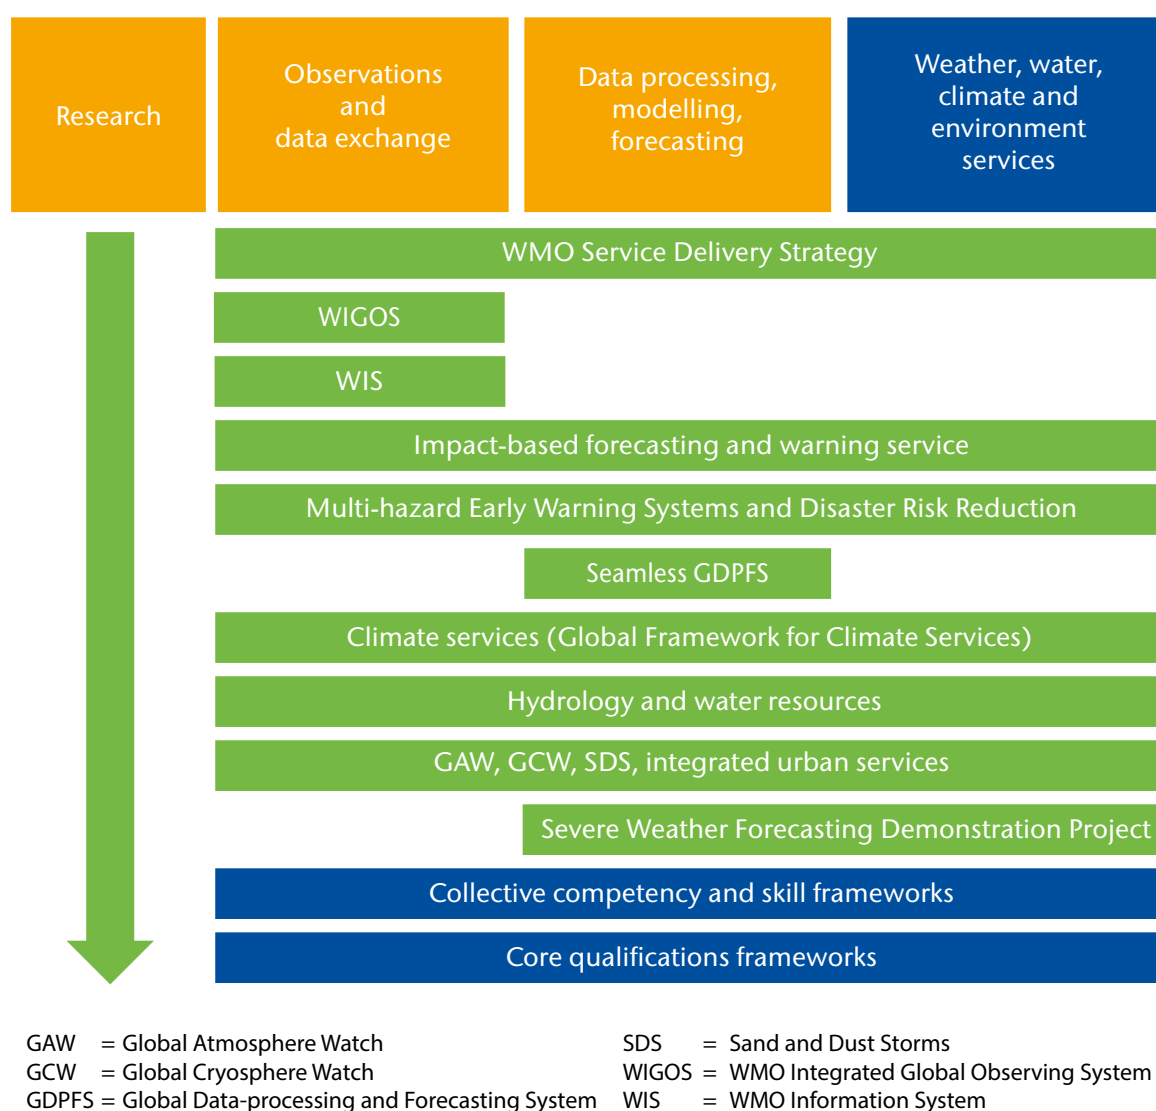 Research
Observations
and
data exchange
Data processing,
modelling,
forecasting
Weather, water,
climate and
environment
services
WMO Service Delivery Strategy
WIGOS
WIS
Impact-based forecasting and warning service
Multi-hazard Early Warning Systems and Disaster Risk Reduction
Seamless GDPFS
Climate services (Global Framework for Climate Services)
Hydrology and water resources
GAW, GCW, SDS, integrated urban services
Severe Weather Forecasting Demonstration Project
Collective competency and skill frameworks
Core qualifications frameworks
GAW = Global Atmosphere Watch
GCW = Global Cryosphere Watch
GDPFS = Global Data-processing and Forecasting System
SDS = Sand and Dust Storms
WIGOS = WMO Integrated Global Observing System
WIS = WMO Information System